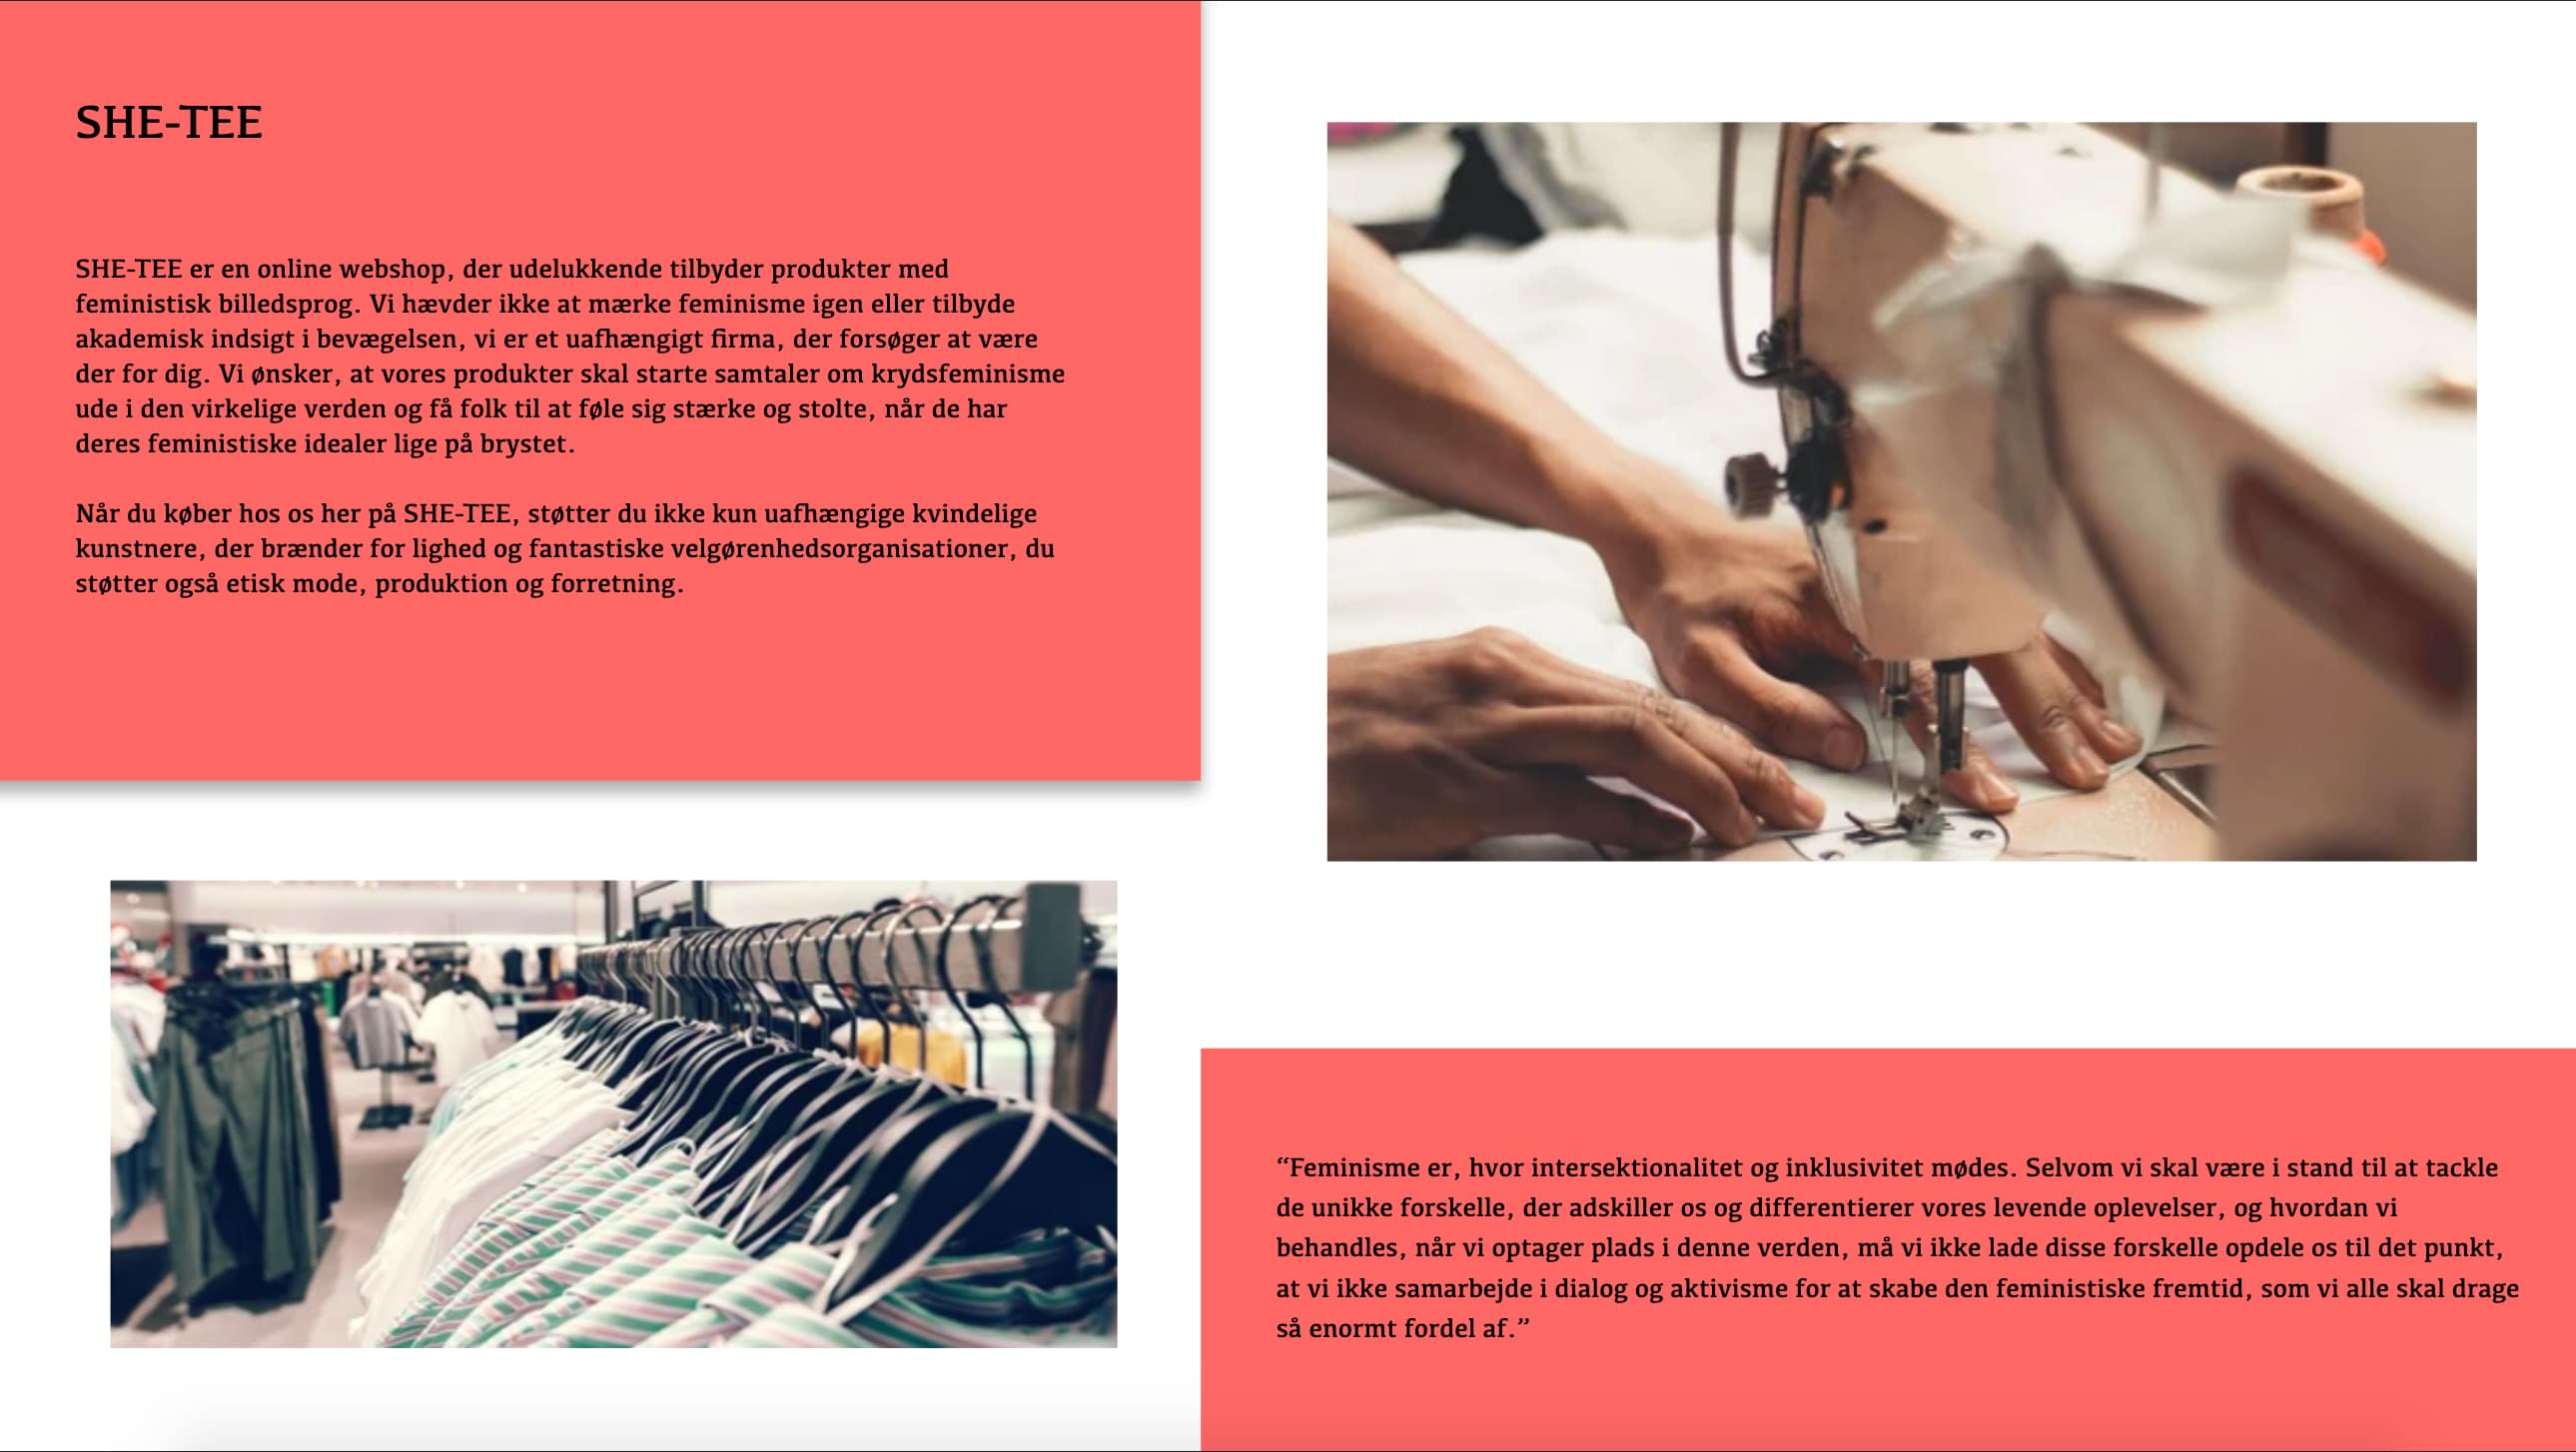 SHE-TEE
SHE-TEE er en online webshop, der udelukkende tilbyder produkter med
feministisk billedsprog. Vi hævder ikke at mærke feminisme igen eller tilbyde
akademisk indsigt i bevægelsen, vi er et uafhængigt firma, der forsøger at være
der for dig. Vi ønsker, at vores produkter skal starte samtaler om krydsfeminisme
ude i den virkelige verden og få folk til at føle sig stærke og stolte, når de har
deres feministiske idealer lige på brystet.
Når du køber hos os her på SHE-TEE, støtter du ikke kun uafhængige kvindelige
kunstnere, der brænder for lighed og fantastiske velgørenhedsorganisationer, du
støtter også etisk mode, produktion og forretning.
“Feminisme er, hvor intersektionalitet og inklusivitet mødes. Selvom vi skal være i stand til at tackle
de unikke forskelle, der adskiller os og differentierer vores levende oplevelser, og hvordan vi
behandles, når vi optager plads i denne verden, må vi ikke lade disse forskelle opdele os til det punkt,
at vi ikke samarbejde i dialog og aktivisme for at skabe den feministiske fremtid, som vi alle skal drage
så enormt fordel af.”